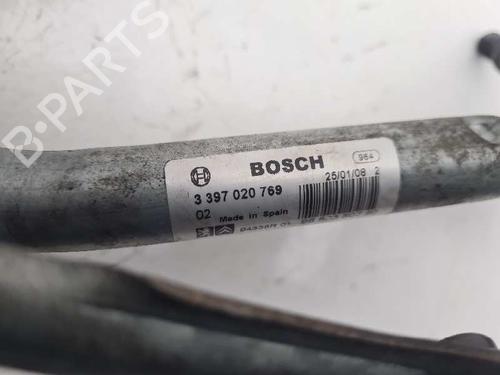 B-PARTS
BOSCH
964
3 397 020 769
25/01/08 2
02 Made in Spain